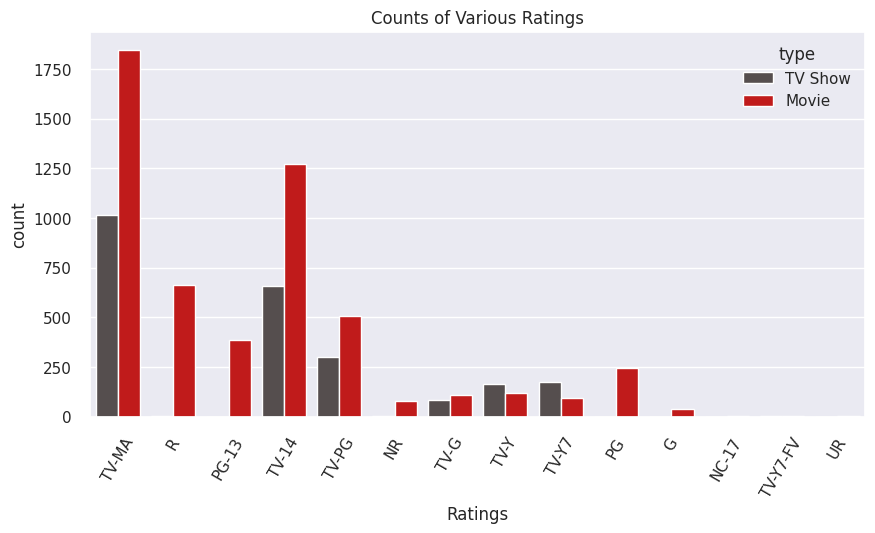 Counts of Various Ratings
type
TV Show
Movie
count
1750
1500
1250
1000
750
500
250
0
TV-MA
R
PG-13
TV-14
TV-PG
NR
TV-G
TV-Y
TV-Y7
PG
G
NC-17
TV-Y7-FV
UR
Ratings